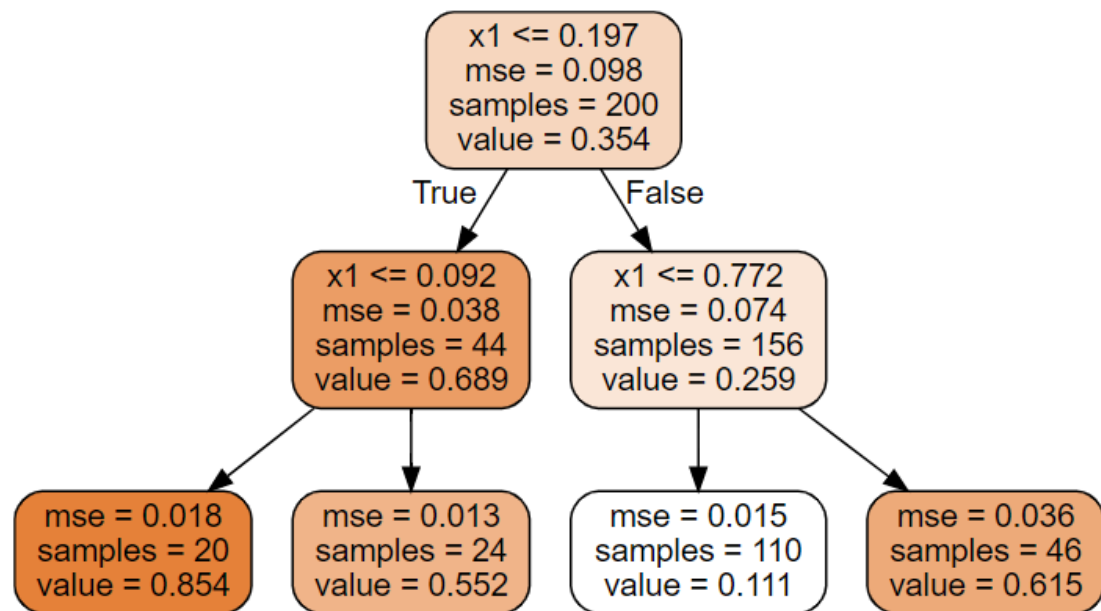 x1 <= 0.197
mse = 0.098
samples = 200
value = 0.354
True
False
x1 <= 0.092
mse = 0.038
samples = 44
value = 0.689
x1 <= 0.772
mse = 0.074
samples = 156
value = 0.259
mse = 0.018
samples = 20
value = 0.854
mse = 0.013
samples = 24
value = 0.552
mse = 0.015
samples = 110
value = 0.111
mse = 0.036
samples = 46
value = 0.615